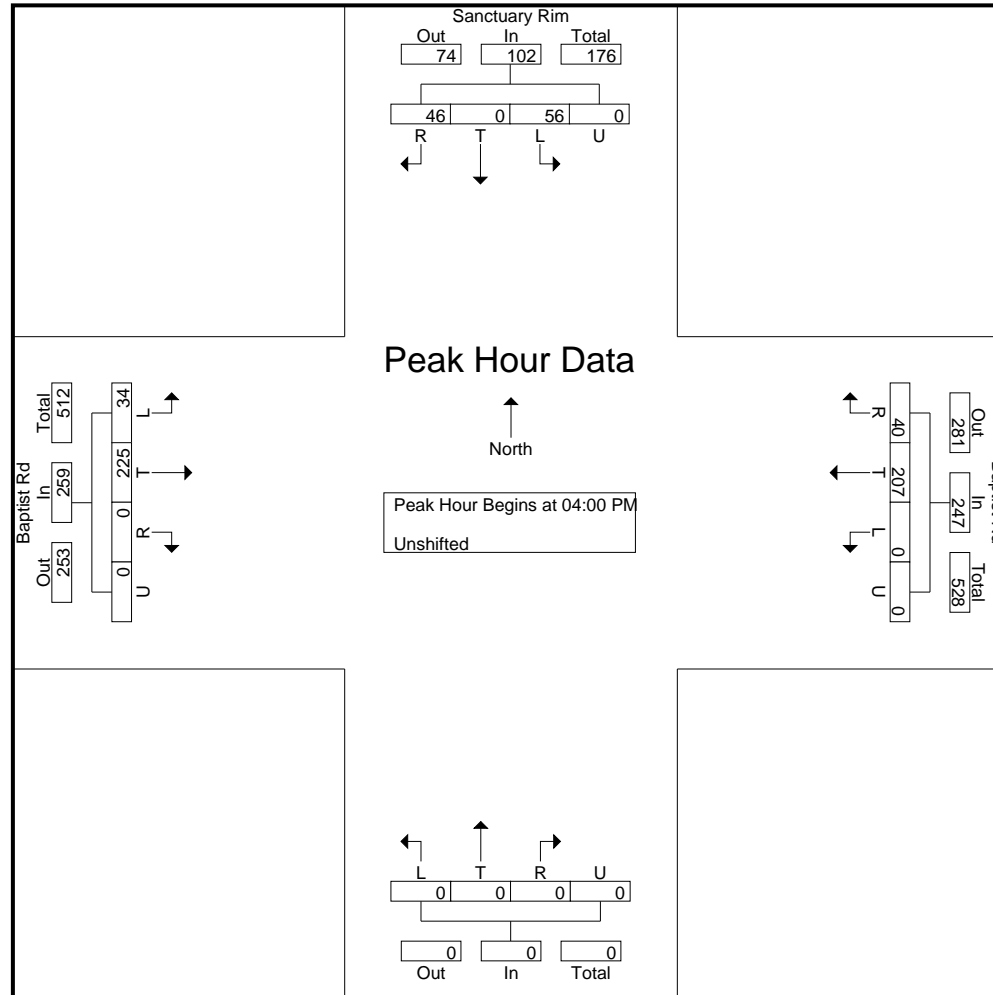 Sanctuary Rim
Out In Total
74 102 176
46 0 56 0
R T L U
Peak Hour Data
North
Peak Hour Begins at 04:00 PM
Unshifted
Baptist Rd
Total In Out
512 259 253
34 225 0 0
L T R U
R T L U
40 207 0 0
Out In Total
281 247 528
L T R U
0 0 0 0
0 0 0
Out In Total